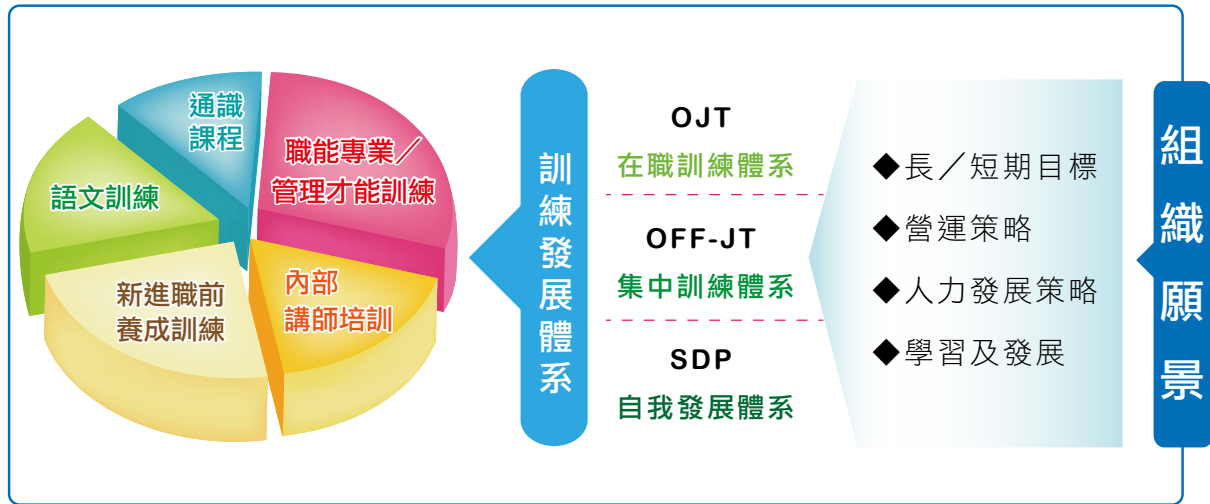 通識
課程
職能專業／
管理才能訓練
語文訓練
新進職前
養成訓練
內部
講師培訓
訓練發展體系
OJT
在職訓練體系
OFF-JT
集中訓練體系
SDP
自我發展體系
◆長／短期目標
◆營運策略
◆人力發展策略
◆學習及發展
組織願景